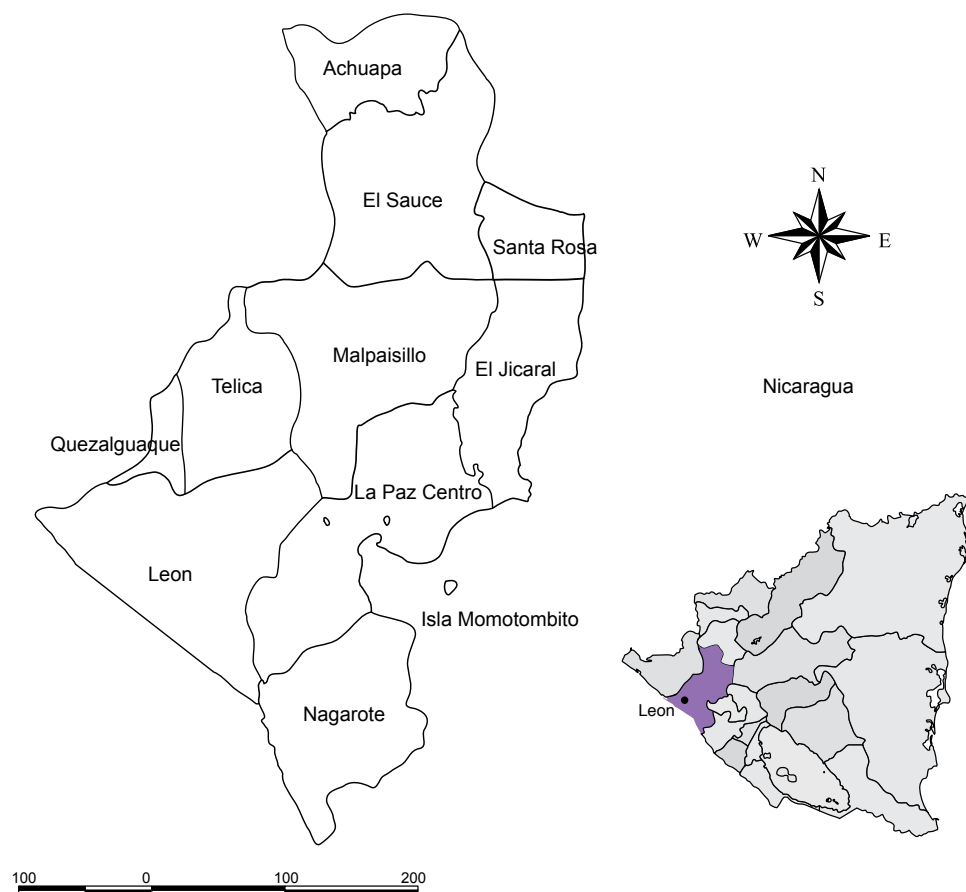 Achuapa
N
El Sauce
Santa Rosa
W
E
S
Malpaisillo
El Jicaral
Telica
Nicaragua
Quezalguaque
La Paz Centro
Leon
Isla Momotombito
Leon
Nagarote
100 0 100 200